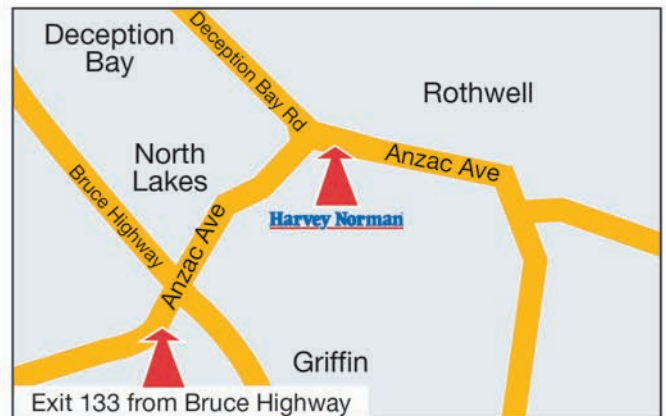 Deception
Bay
Deception Bay Rd
Rothwell
North
Lakes
Anzac Ave
Bruce Highway
Harvey Norman
Anzac Ave
Griffin
Exit 133 from Bruce Highway